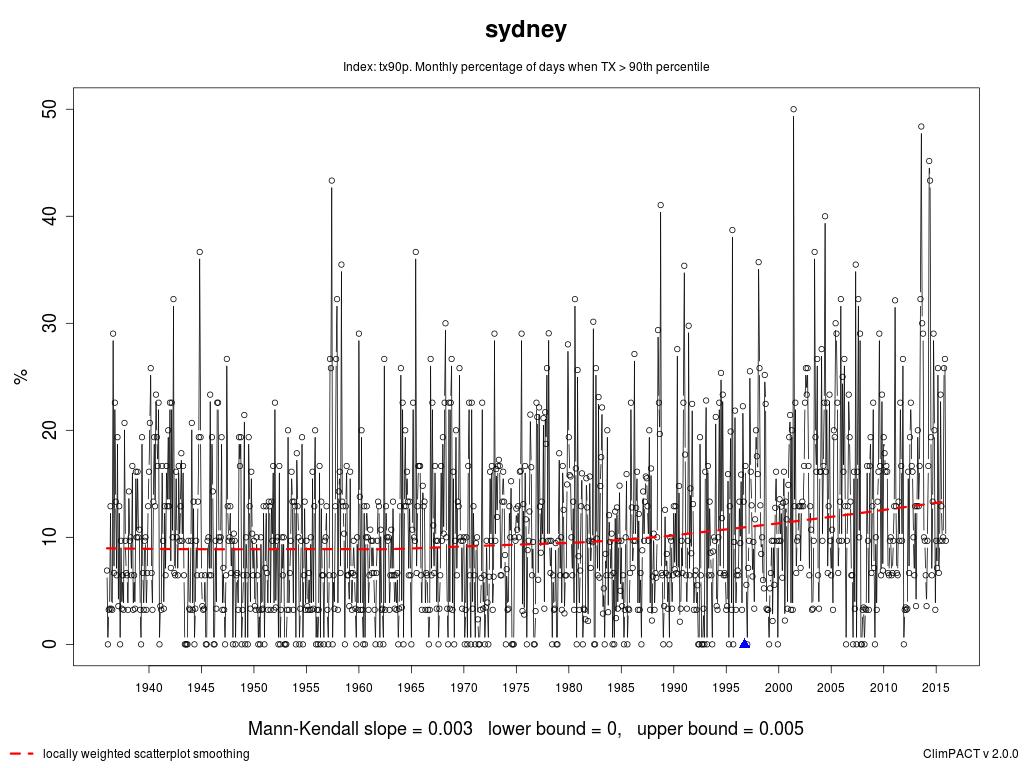 sydney
Index: tx90p. Monthly percentage of days when TX > 90th percentile
%
50
40
30
20
10
0
1940 1945 1950 1955 1960 1965 1970 1975 1980 1985 1990 1995 2000 2005 2010 2015
Mann-Kendall slope = 0.003 lower bound = 0, upper bound = 0.005
locally weighted scatterplot smoothing
ClimPACT v 2.0.0